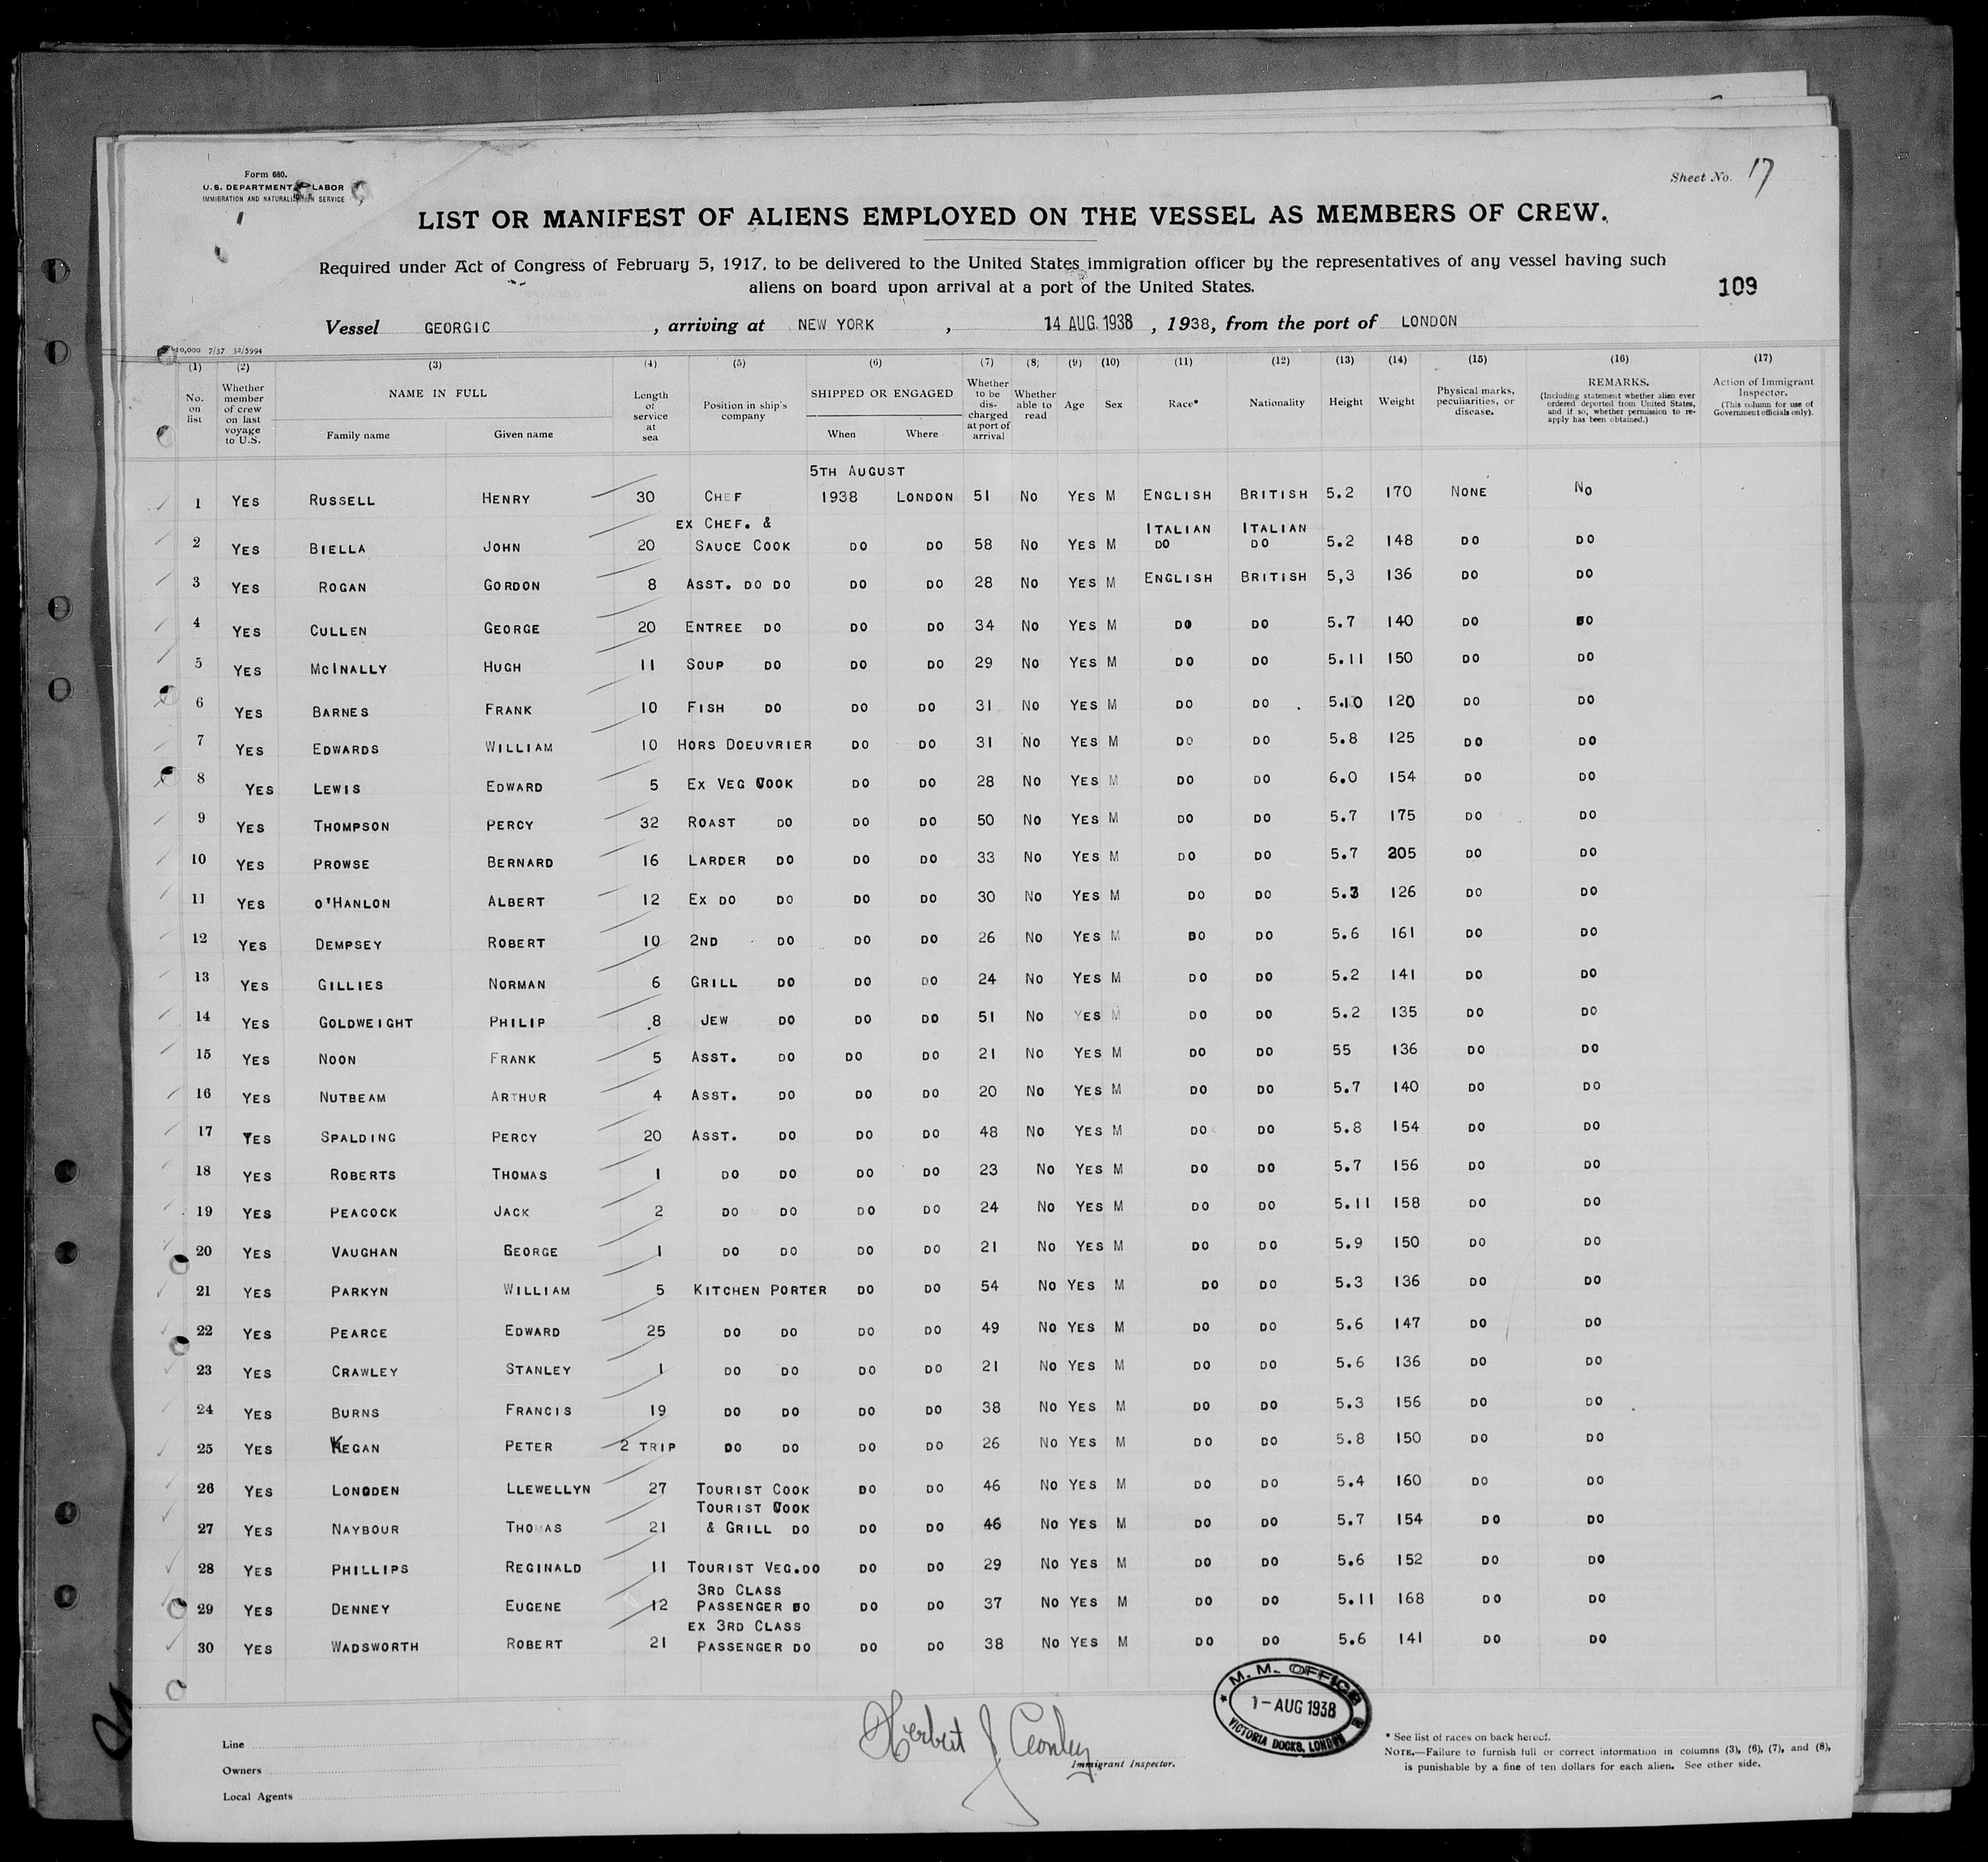 Form 680.
U.S. DEPARTMENT OF LABOR
IMMIGRATION AND NATURALIZATION SERVICE
Sheet No. 17
LIST OR MANIFEST OF ALIENS EMPLOYED ON THE VESSEL AS MEMBERS OF CREW.
Required under Act of Congress of February 5, 1917, to be delivered to the United States immigration officer by the representatives of any vessel having such
aliens on board upon arrival at a port of the United States.
109
Vessel GEORGIC, arriving at NEW YORK, 14 AUG. 1938, 1938, from the port of LONDON
10,000 7/37 32/5994
(1) (2) (3) (4) (5) (6) (7) (8) (9) (10) (11) (12) (13) (14) (15) (16) (17)
No. on list
Whether member of crew on last voyage to U.S.
NAME IN FULL
Family name Given name
Length of service at sea
Position in ship's company
SHIPPED OR ENGAGED
When Where
Whether to be discharged at port of arrival
Whether able to read
Age
Sex
Race*
Nationality
Height
Weight
Physical marks, peculiarities, or disease.
REMARKS.
(Including statement whether alien ever ordered deported from United States, and if so, whether permission to reapply has been obtained.)
Action of Immigrant Inspector.
(This column for use of Government officials only).
5TH AUGUST
1 YES RUSSELL HENRY 30 CHEF 1938 LONDON 51 NO YES M ENGLISH BRITISH 5.2 170 NONE NO
EX CHEF. & ITALIAN ITALIAN
2 YES BIELLA JOHN 20 SAUCE COOK DO DO 58 NO YES M DO DO 5.2 148 DO DO
3 YES ROGAN GORDON 8 ASST. DO DO DO DO 28 NO YES M ENGLISH BRITISH 5,3 136 DO DO
4 YES CULLEN GEORGE 20 ENTREE DO DO DO 34 NO YES M DO DO 5.7 140 DO DO
5 YES MCINALLY HUGH 11 SOUP DO DO DO 29 NO YES M DO DO 5.11 150 DO DO
6 YES BARNES FRANK 10 FISH DO DO DO 31 NO YES M DO DO . 5.10 120 DO DO
7 YES EDWARDS WILLIAM 10 HORS DOEUVRIER DO DO 31 NO YES M DO DO 5.8 125 DO DO
8 YES LEWIS EDWARD 5 EX VEG COOK DO DO 28 NO YES M DO DO 6.0 154 DO DO
9 YES THOMPSON PERCY 32 ROAST DO DO DO 50 NO YES M DO DO 5.7 175 DO DO
10 YES PROWSE BERNARD 16 LARDER DO DO DO 33 NO YES M DO DO 5.7 205 DO DO
11 YES O'HANLON ALBERT 12 EX DO DO DO DO 30 NO YES M DO DO 5.3 126 DO DO
12 YES DEMPSEY ROBERT 10 2ND DO DO DO 26 NO YES M DO DO 5.6 161 DO DO
13 YES GILLIES NORMAN 6 GRILL DO DO DO 24 NO YES M DO DO 5.2 141 DO DO
14 YES GOLDWEIGHT PHILIP .8 JEW DO DO DO 51 NO YES M DO DO 5.2 135 DO DO
15 YES NOON FRANK 5 ASST. DO DO DO 21 NO YES M DO DO 55 136 DO DO
16 YES NUTBEAM ARTHUR 4 ASST. DO DO DO 20 NO YES M DO DO 5.7 140 DO DO
17 YES SPALDING PERCY 20 ASST. DO DO DO 48 NO YES M DO DO 5.8 154 DO DO
18 YES ROBERTS THOMAS 1 DO DO DO DO 23 NO YES M DO DO 5.7 156 DO DO
19 YES PEACOCK JACK 2 DO DO DO DO 24 NO YES M DO DO 5.11 158 DO DO
20 YES VAUGHAN GEORGE 1 DO DO DO DO 21 NO YES M DO DO 5.9 150 DO DO
21 YES PARKYN WILLIAM 5 KITCHEN PORTER DO DO 54 NO YES M DO DO 5.3 136 DO DO
22 YES PEARCE EDWARD 25 DO DO DO DO 49 NO YES M DO DO 5.6 147 DO DO
23 YES CRAWLEY STANLEY 1 DO DO DO DO 21 NO YES M DO DO 5.6 136 DO DO
24 YES BURNS FRANCIS 19 DO DO DO DO 38 NO YES M DO DO 5.3 156 DO DO
25 YES KEGAN PETER 2 TRIP DO DO DO DO 26 NO YES M DO DO 5.8 150 DO DO
26 YES LONGDEN LLEWELLYN 27 TOURIST COOK DO DO 46 NO YES M DO DO 5.4 160 DO DO
TOURIST COOK
27 YES NAYBOUR THOMAS 21 & GRILL DO DO DO 46 NO YES M DO DO 5.7 154 DO DO
28 YES PHILLIPS REGINALD 11 TOURIST VEG.DO DO DO 29 NO YES M DO DO 5.6 152 DO DO
3RD CLASS
29 YES DENNEY EUGENE 12 PASSENGER DO DO DO 37 NO YES M DO DO 5.11 168 DO DO
EX 3RD CLASS
30 YES WADSWORTH ROBERT 21 PASSENGER DO DO DO 38 NO YES M DO DO 5.6 141 DO DO
M. M. OFFICE
1-AUG 1938
VICTORIA DOCKS, LONDON
Line
Owners
Local Agents
Herbert J Conley
Immigrant Inspector.
* See list of races on back hereof.
NOTE.—Failure to furnish full or correct information in columns (3), (6), (7), and (8),
is punishable by a fine of ten dollars for each alien. See other side.